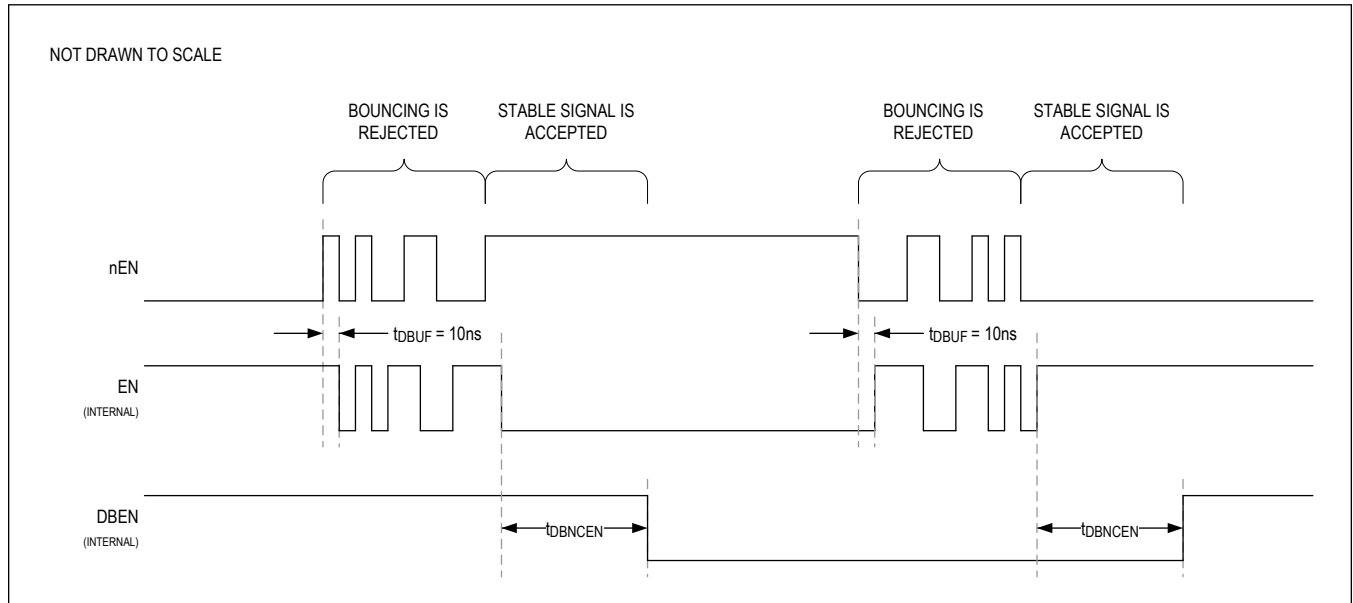 NOT DRAWN TO SCALE
BOUNCING IS
REJECTED
STABLE SIGNAL IS
ACCEPTED
BOUNCING IS
REJECTED
STABLE SIGNAL IS
ACCEPTED
nEN
tDBUF = 10ns
tDBUF = 10ns
EN
(INTERNAL)
DBEN
(INTERNAL)
tDBNCEN
tDBNCEN